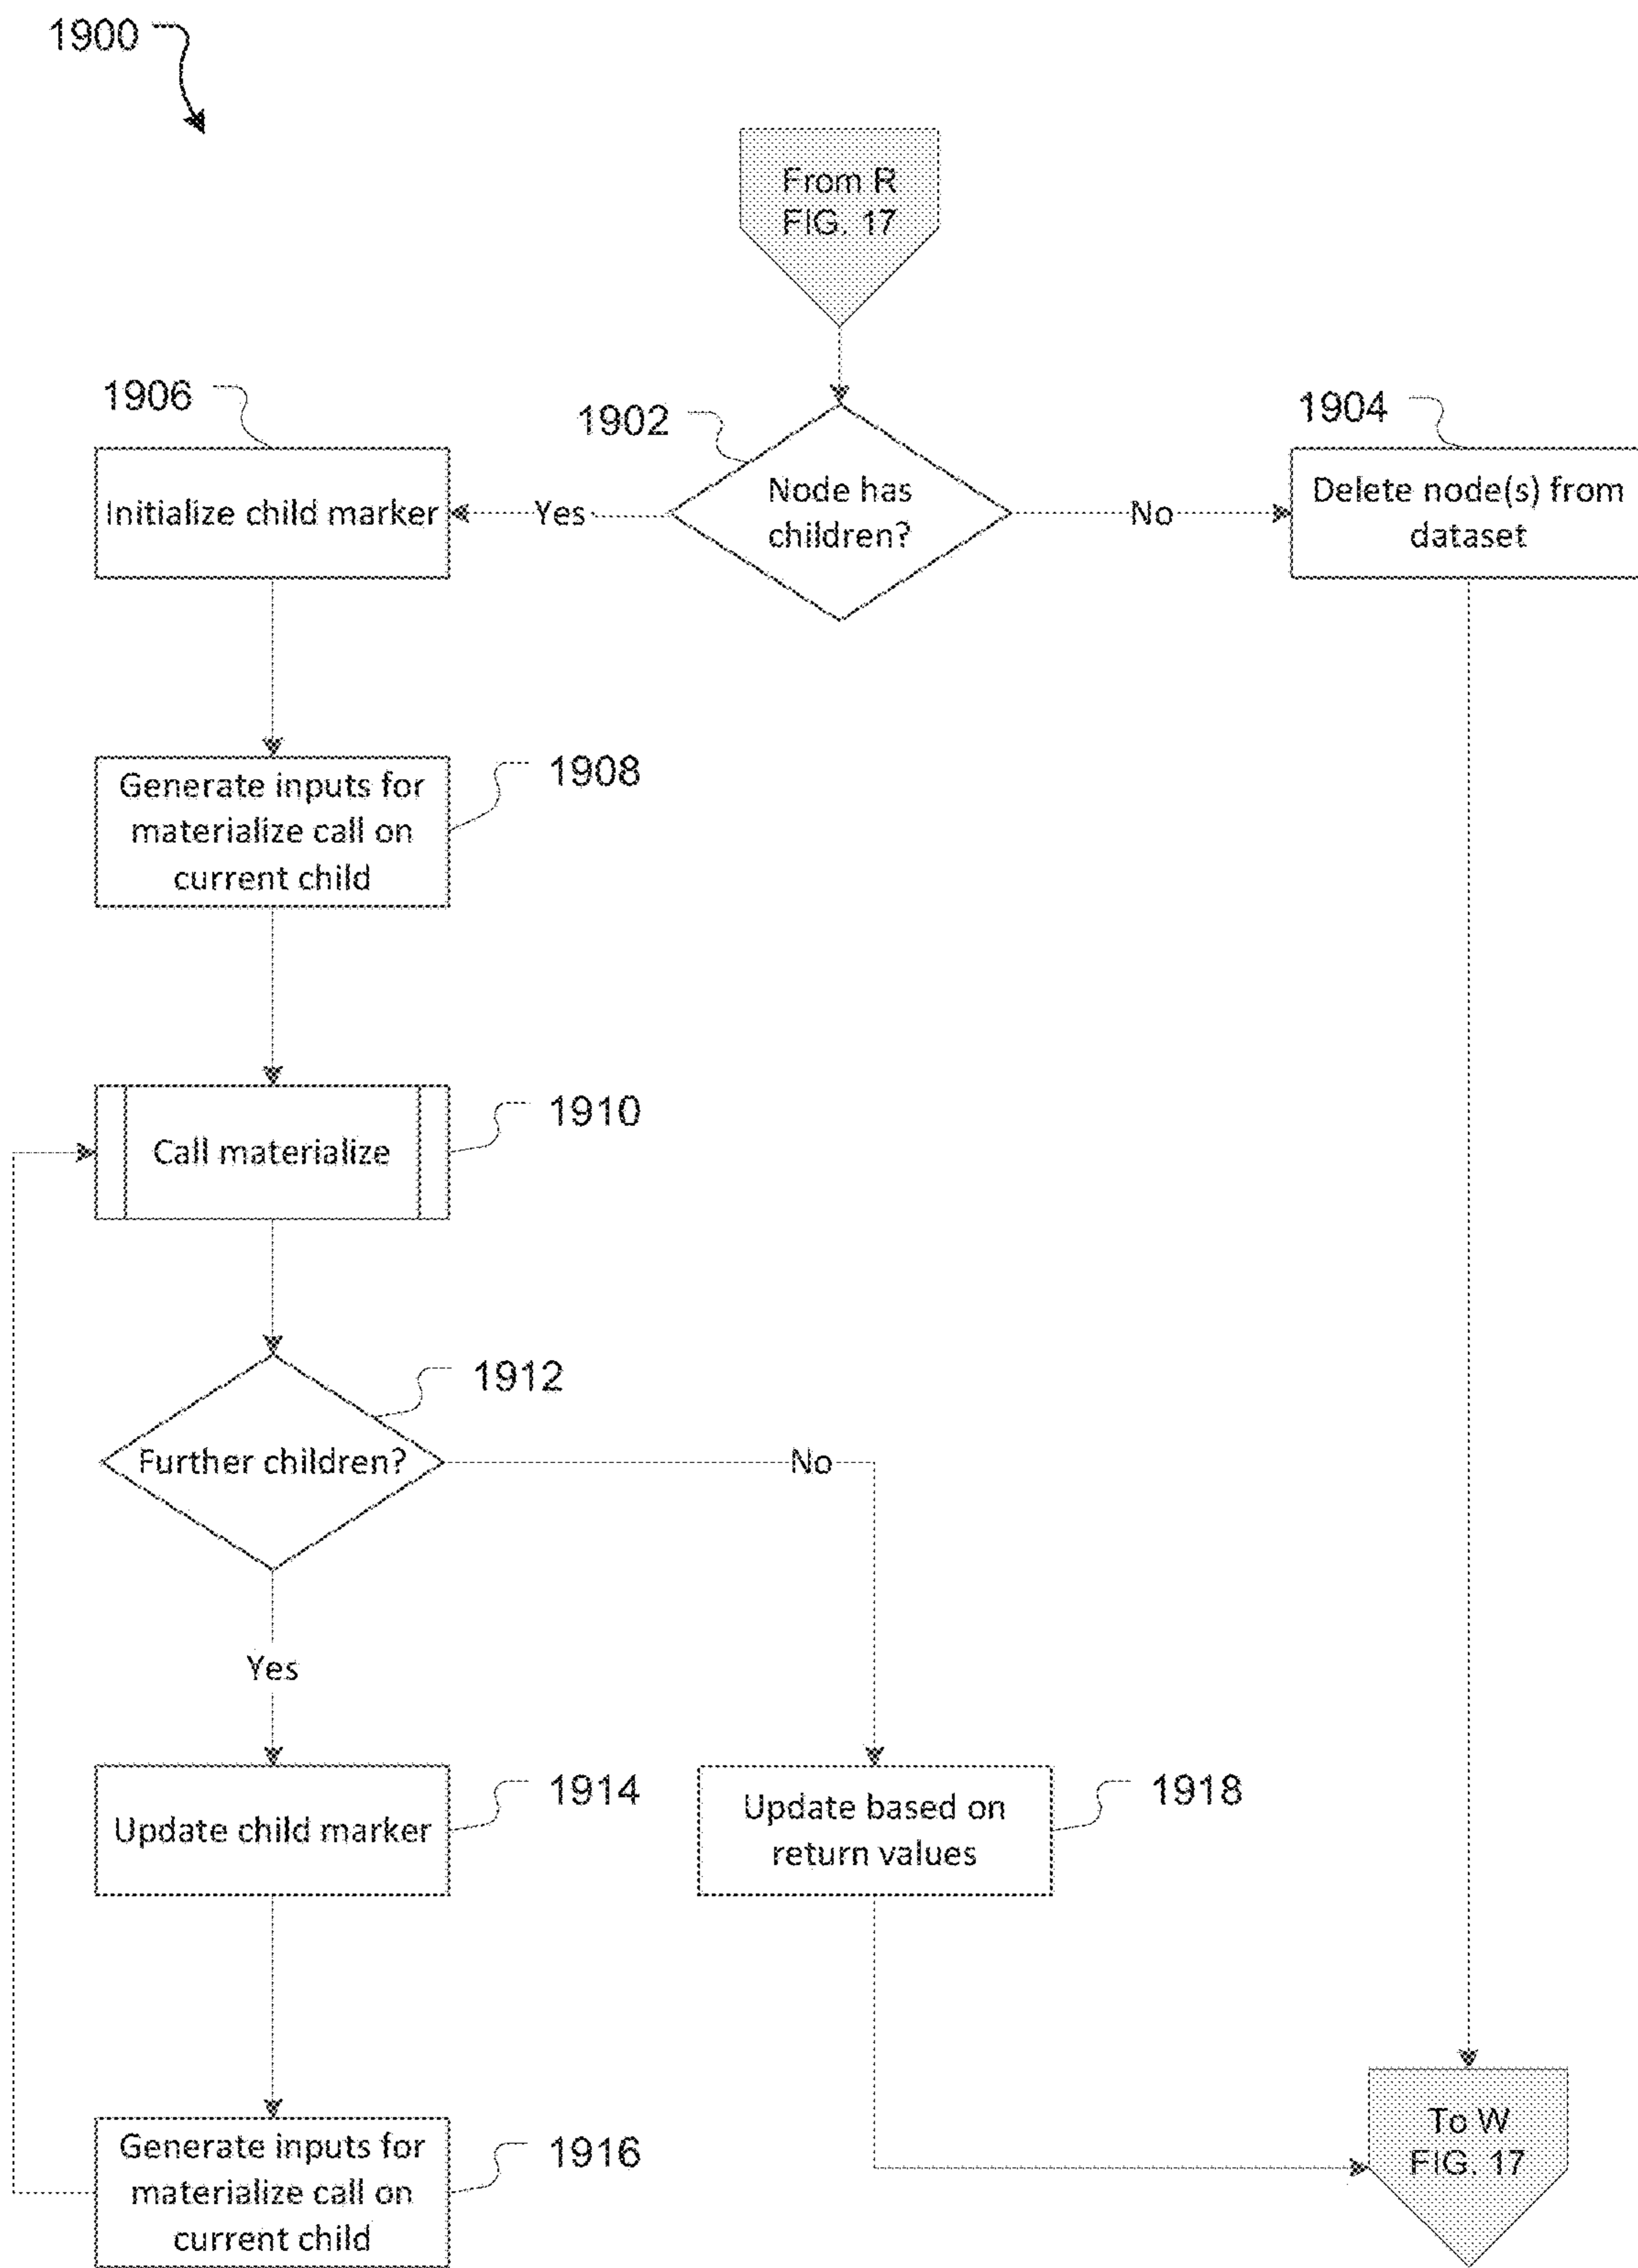 1900
From R
FIG. 17
1906
1902
1904
Initialize child marker
Yes
Node has
children?
No
Delete node(s) from
dataset
Generate inputs for
materialize call on
current child
1908
Call materialize
1910
1912
Further children?
No
Yes
Update child marker
1914
Update based on
return values
1918
Generate inputs for
materialize call on
current child
1916
To W
FIG. 17